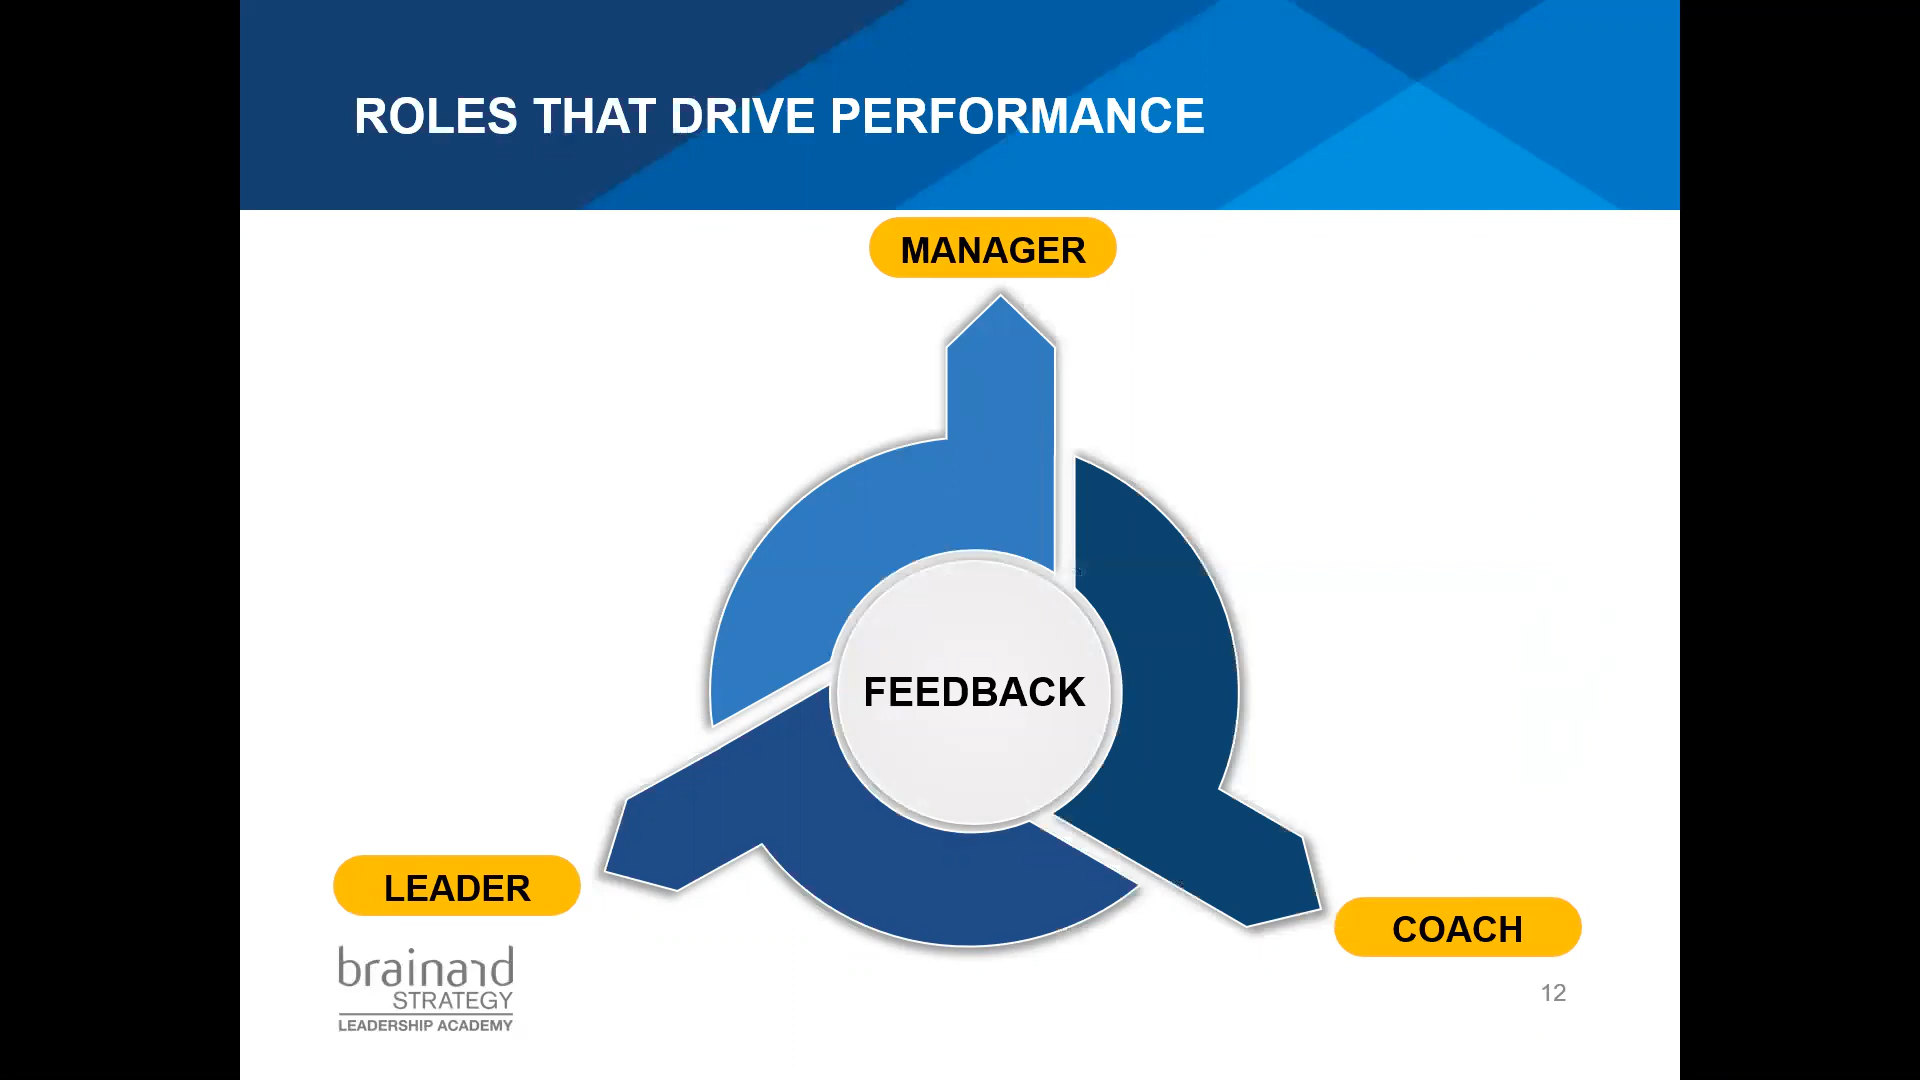 ROLES THAT DRIVE PERFORMANCE
MANAGER
FEEDBACK
LEADER
COACH
brainard
STRATEGY
LEADERSHIP ACADEMY
12